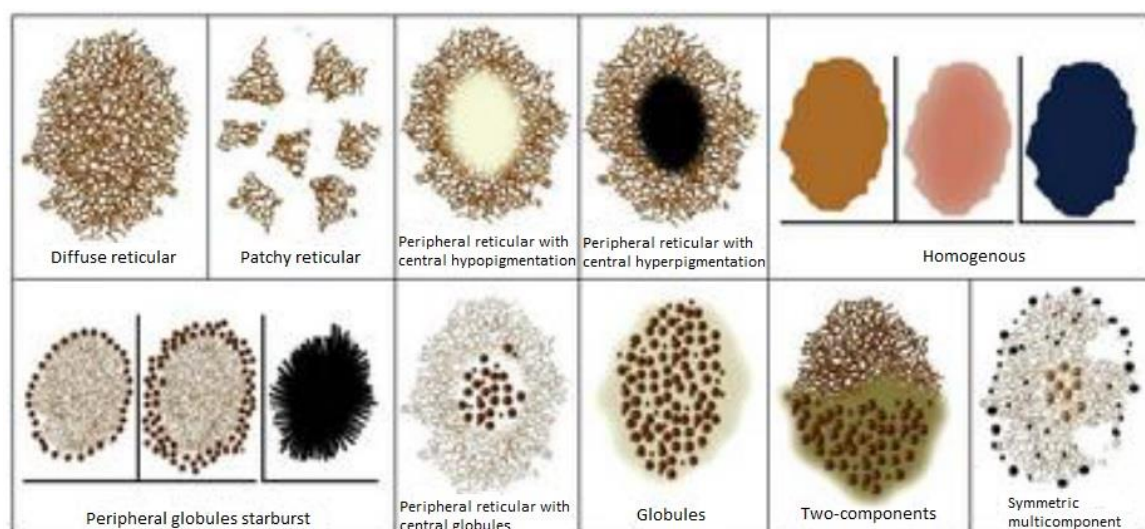 Diffuse reticular
Patchy reticular
Peripheral reticular with
central hypopigmentation
Peripheral reticular with
central hyperpigmentation
Homogenous
Peripheral globules starburst
Peripheral reticular with
central globules
Globules
Two-components
Symmetric
multicomponent